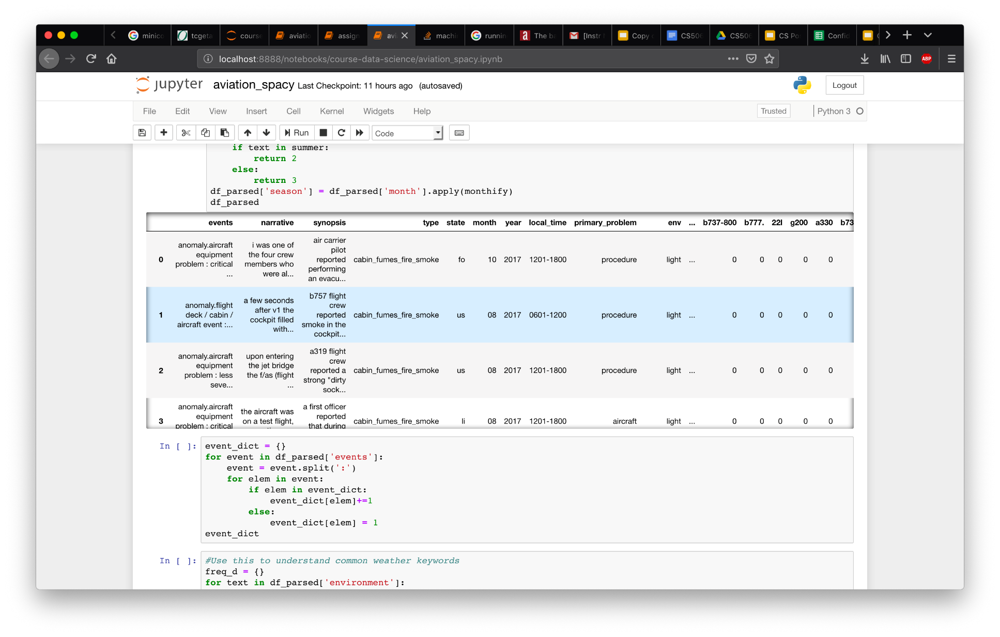 minico
tcgeta
course
aviatio
assign
avi
machi
runnin
The ba
[Instr
Copy
CS506
CS506
CS Po
Confid
localhost:8888/notebooks/course-data-science/aviation_spacy.ipynb
ABP
jupyter aviation_spacy Last Checkpoint: 11 hours ago (autosaved)
Logout
File Edit View Insert Cell Kernel Widgets Help
Trusted
Python 3
Run
Code
if text in summer:
return 2
else:
return 3
df_parsed['season'] = df_parsed['month'].apply(monthify)
df_parsed
events narrative synopsis type state month year local_time primary_problem env ... b737-800 b777. 22l g200 a330 b73
0
anomaly.aircraft
equipment
problem : critical
...
i was one of
the four crew
members who
were al...
air carrier
pilot
reported
performing
an evacu...
cabin_fumes_fire_smoke fo 10 2017 1201-1800 procedure light ... 0 0 0 0 0
1
anomaly.flight
deck / cabin /
aircraft event :...
a few seconds
after v1 the
cockpit filled
with...
b757 flight
crew
reported
smoke in the
cockpit...
cabin_fumes_fire_smoke us 08 2017 0601-1200 procedure light ... 0 0 0 0 0
2
anomaly.aircraft
equipment
problem : less
seve...
upon entering
the jet bridge
the f/as (flight
...
a319 flight
crew
reported a
strong "dirty
sock...
cabin_fumes_fire_smoke us 08 2017 1201-1800 procedure light ... 0 0 0 0 0
3
anomaly.aircraft
equipment
problem : critical
the aircraft was
on a test flight,
a first officer
reported
that during
cabin_fumes_fire_smoke li 08 2017 1201-1800 aircraft light ... 0 0 0 0 0
In [ ]:
event_dict = {}
for event in df_parsed['events']:
event = event.split(':')
for elem in event:
if elem in event_dict:
event_dict[elem]+=1
else:
event_dict[elem] = 1
event_dict
In [ ]:
#Use this to understand common weather keywords
freq_d = {}
for text in df_parsed['environment']: